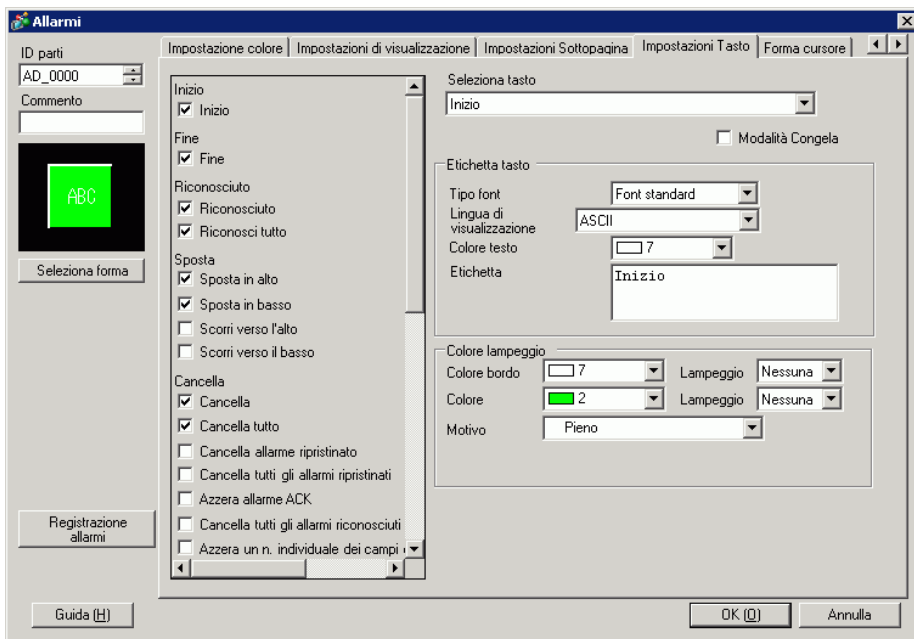 Allarmi
ID parti
AD_0000
Commento
ABC
Seleziona forma
Registrazione
allarmi
Impostazione colore
Impostazioni di visualizzazione
Impostazioni Sottopagina
Impostazioni Tasto
Forma cursore
Inizio
Inizio
Fine
Fine
Riconosciuto
Riconosciuto
Riconosci tutto
Sposta
Sposta in alto
Sposta in basso
Scorri verso l'alto
Scorri verso il basso
Cancella
Cancella
Cancella tutto
Cancella allarme ripristinato
Cancella tutti gli allarmi ripristinati
Azzera allarme ACK
Cancella tutti gli allarmi riconosciuti
Azzera un n. individuale dei campi
Seleziona tasto
Inizio
Modalità Congela
Etichetta tasto
Tipo font
Font standard
Lingua di
visualizzazione
ASCII
Colore testo
7
Etichetta
Inizio
Colore lampeggio
Colore bordo
7
Lampeggio
Nessuna
Colore
2
Lampeggio
Nessuna
Motivo
Pieno
Guida (H)
OK (O)
Annulla